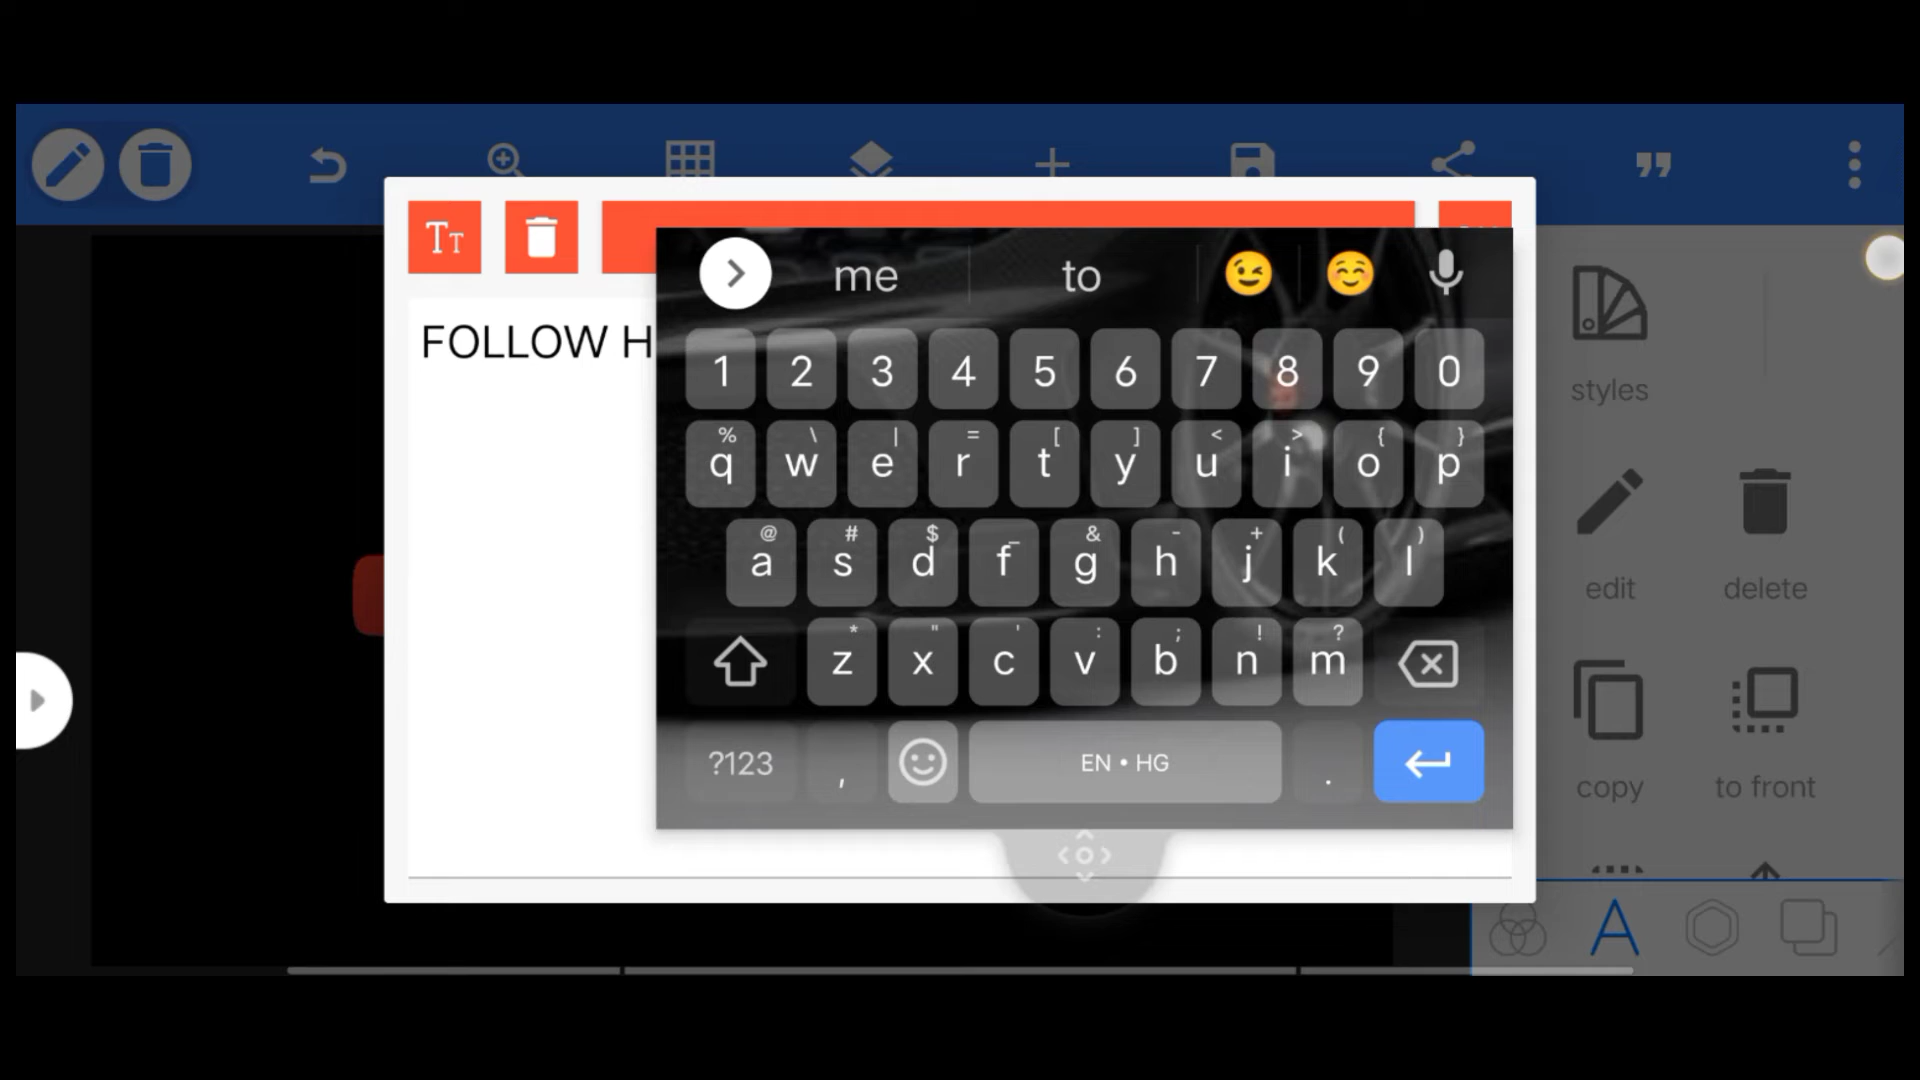 Tт
me to
FOLLOW H
1 2 3 4 5 6 7 8 9 0
% \ | = [ ] < > { }
q w e r t y u i o p
@ # $ _ & - + ( )
a s d f g h j k l
* " ' : ; ! ?
z x c v b n m
?123 , EN • HG .
styles
edit delete
copy to front
A